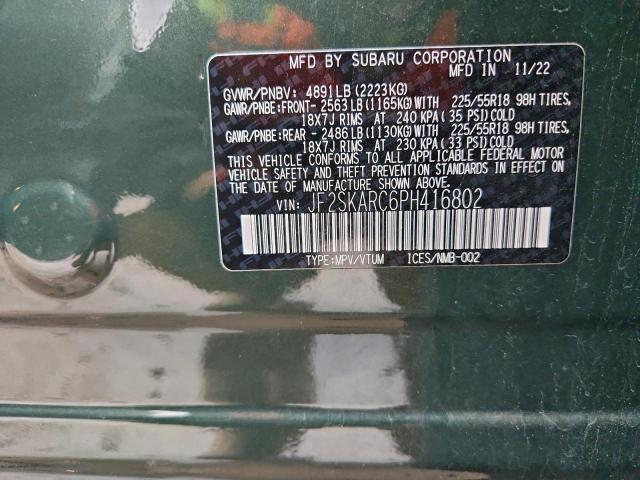 MFD BY SUBARU CORPORATION
MFD IN 11/22
GVWR/PNBV: 4891LB(2223KG)
GAWR/PNBE:FRONT- 2563LB(1165KG)WITH 225/55R18 98H TIRES,
18X7J RIMS AT 240 KPA(35 PSI)COLD
GAWR/PNBE:REAR - 2486LB(1130KG)WITH 225/55R18 98H TIRES,
18X7J RIMS AT 230 KPA(33 PSI)COLD
THIS VEHICLE CONFORMS TO ALL APPLICABLE FEDERAL MOTOR
VEHICLE SAFETY AND THEFT PREVENTION STANDARDS IN EFFECT ON
THE DATE OF MANUFACTURE SHOWN ABOVE.
VIN: JF2SKARC6PH416802
TYPE:MPV/VTUM ICES/NMB-002